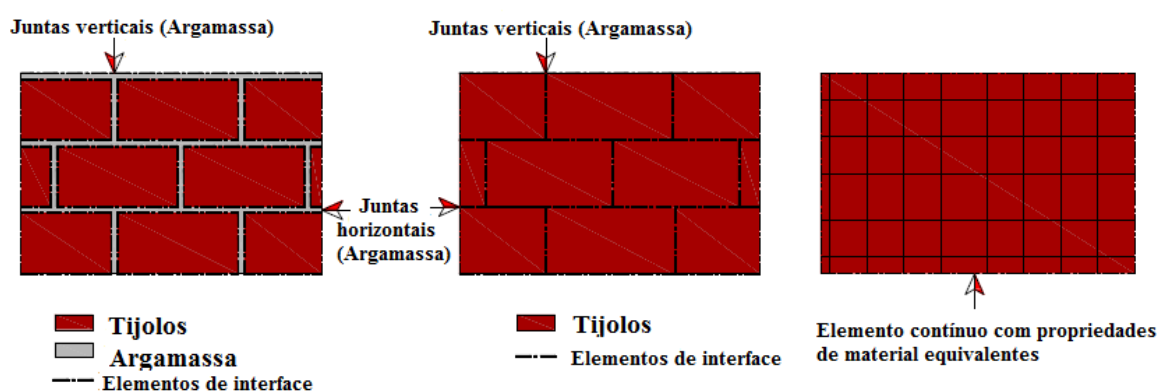 Juntas verticais (Argamassa)
Juntas verticais (Argamassa)
Juntas
horizontais
(Argamassa)
Tijolos
Argamassa
Elementos de interface
Tijolos
Elementos de interface
Elemento contínuo com propriedades
de material equivalentes